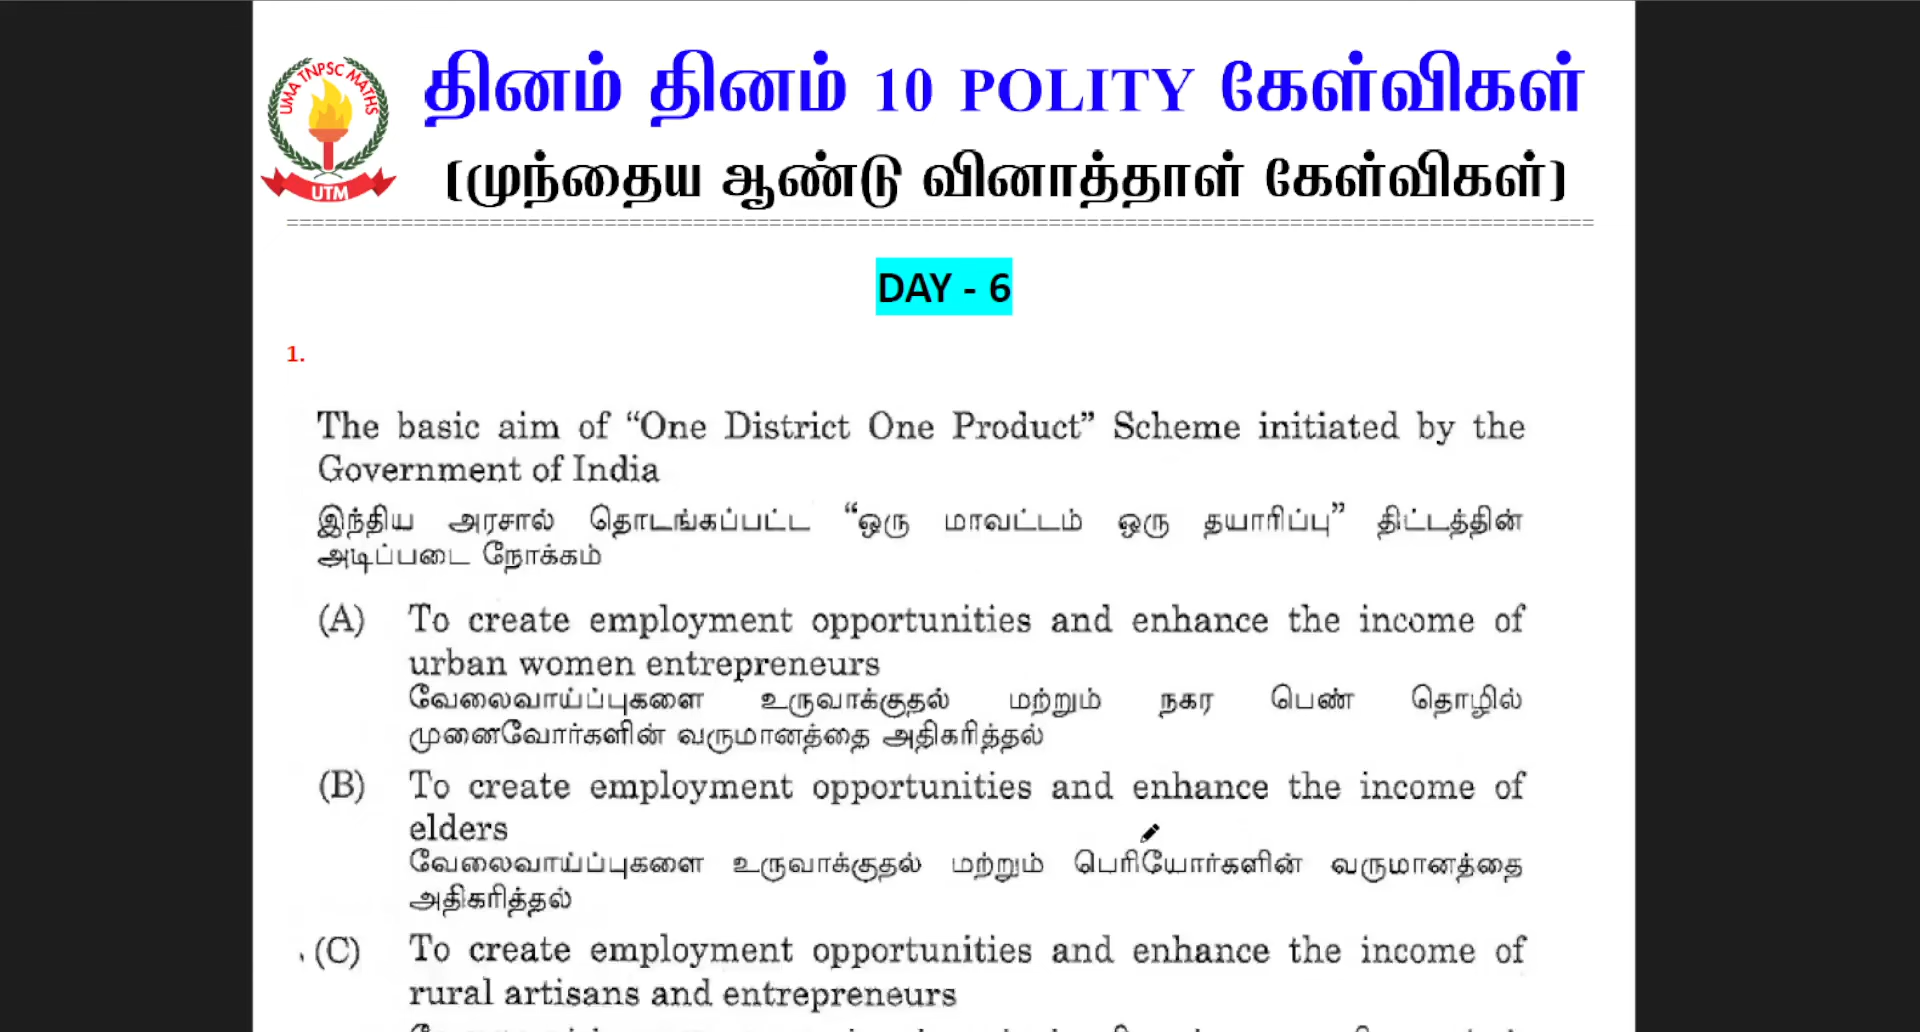 UMA TNPSC MATHS
UTM
தினம் தினம் 10 POLITY கேள்விகள்
(முந்தைய ஆண்டு வினாத்தாள் கேள்விகள்)
DAY - 6
1.
The basic aim of “One District One Product” Scheme initiated by the
Government of India
இந்திய அரசால் தொடங்கப்பட்ட “ஒரு மாவட்டம் ஒரு தயாரிப்பு” திட்டத்தின்
அடிப்படை நோக்கம்
(A) To create employment opportunities and enhance the income of
urban women entrepreneurs
வேலைவாய்ப்புகளை உருவாக்குதல் மற்றும் நகர பெண் தொழில்
முனைவோர்களின் வருமானத்தை அதிகரித்தல்
(B) To create employment opportunities and enhance the income of
elders
வேலைவாய்ப்புகளை உருவாக்குதல் மற்றும் பெரியோர்களின் வருமானத்தை
அதிகரித்தல்
(C) To create employment opportunities and enhance the income of
rural artisans and entrepreneurs